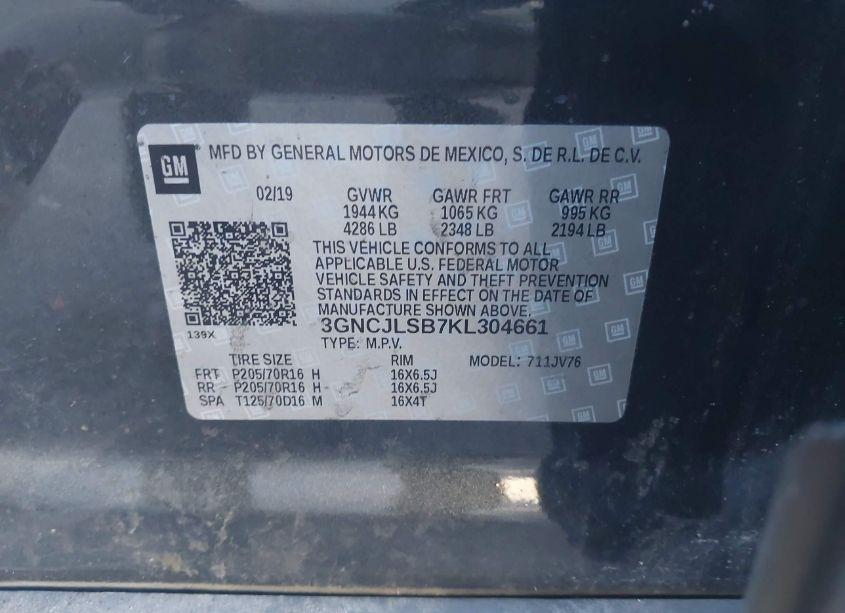 GM
MFD BY GENERAL MOTORS DE MEXICO, S. DE R.L. DE C.V.
02/19 GVWR GAWR FRT GAWR RR
1944 KG 1065 KG 995 KG
4286 LB 2348 LB 2194 LB
THIS VEHICLE CONFORMS TO ALL
APPLICABLE U.S. FEDERAL MOTOR
VEHICLE SAFETY AND THEFT PREVENTION
STANDARDS IN EFFECT ON THE DATE OF
MANUFACTURE SHOWN ABOVE.
3GNCJLSB7KL304661
139X
TYPE: M.P.V.
TIRE SIZE RIM MODEL: 711JV76
FRT P205/70R16 H 16X6.5J
RR P205/70R16 H 16X6.5J
SPA T125/70D16 M 16X4T